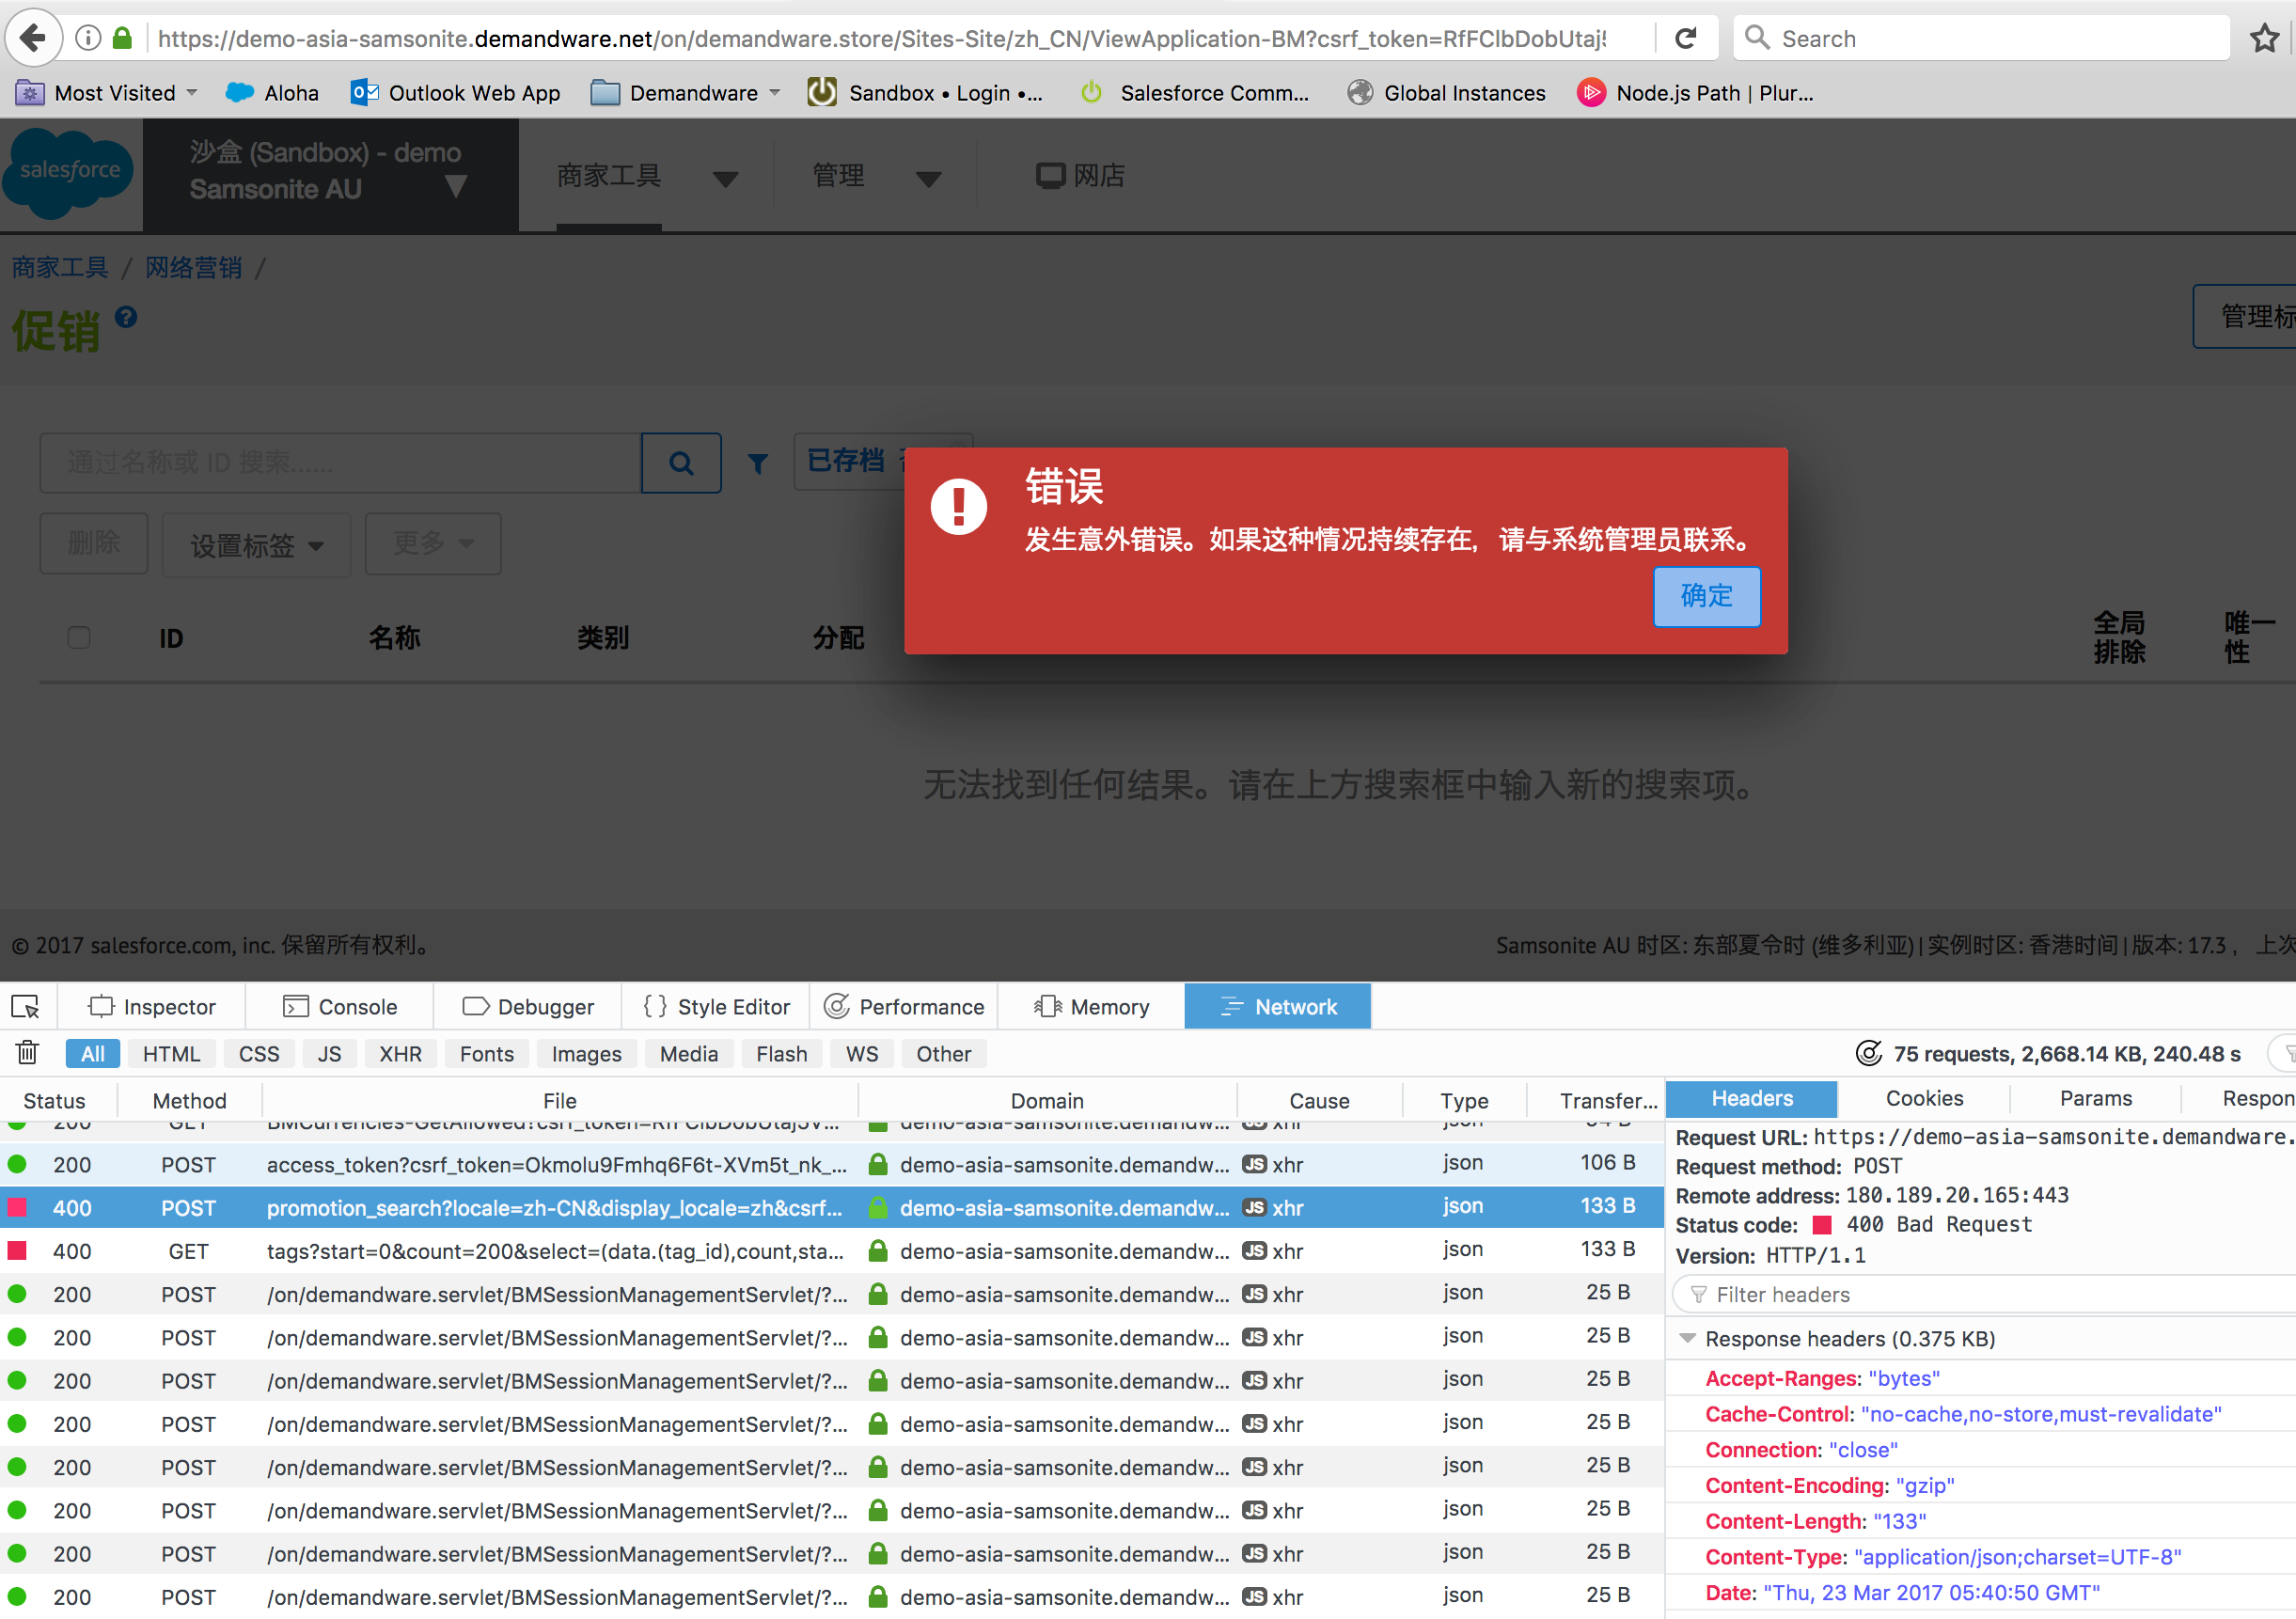 https://demo-asia-samsonite.demandware.net/on/demandware.store/Sites-Site/zh_CN/ViewApplication-BM?csrf_token=RfFClbDobUtaj
Search
Most Visited
Aloha
Outlook Web App
Demandware
Sandbox • Login •...
Salesforce Comm...
Global Instances
Node.js Path | Plur...
salesforce
沙盒 (Sandbox) - demo
Samsonite AU
商家工具
管理
网店
商家工具 / 网络营销 /
促销
管理标
通过名称或 ID 搜索......
已存档
错误
发生意外错误。如果这种情况持续存在, 请与系统管理员联系。
确定
删除
设置标签
更多
ID
名称
类别
分配
全局
排除
唯一
性
无法找到任何结果。请在上方搜索框中输入新的搜索项。
© 2017 salesforce.com, inc. 保留所有权利。
Samsonite AU 时区: 东部夏令时 (维多利亚) | 实例时区: 香港时间 | 版本: 17.3 , 上次
Inspector
Console
Debugger
{ } Style Editor
Performance
Memory
Network
All HTML CSS JS XHR Fonts Images Media Flash WS Other
75 requests, 2,668.14 KB, 240.48 s
Status Method File Domain Cause Type Transfer...
200 GET BMCurrencies-GetAllowed?csrf_token=RfFClbDobUtaj5v... demo-asia-samsonite.demandw... JS xhr json 54 B
200 POST access_token?csrf_token=Okmolu9Fmhq6F6t-XVm5t_nk_... demo-asia-samsonite.demandw... JS xhr json 106 B
400 POST promotion_search?locale=zh-CN&display_locale=zh&csrf... demo-asia-samsonite.demandw... JS xhr json 133 B
400 GET tags?start=0&count=200&select=(data.(tag_id),count,sta... demo-asia-samsonite.demandw... JS xhr json 133 B
200 POST /on/demandware.servlet/BMSessionManagementServlet/?... demo-asia-samsonite.demandw... JS xhr json 25 B
200 POST /on/demandware.servlet/BMSessionManagementServlet/?... demo-asia-samsonite.demandw... JS xhr json 25 B
200 POST /on/demandware.servlet/BMSessionManagementServlet/?... demo-asia-samsonite.demandw... JS xhr json 25 B
200 POST /on/demandware.servlet/BMSessionManagementServlet/?... demo-asia-samsonite.demandw... JS xhr json 25 B
200 POST /on/demandware.servlet/BMSessionManagementServlet/?... demo-asia-samsonite.demandw... JS xhr json 25 B
200 POST /on/demandware.servlet/BMSessionManagementServlet/?... demo-asia-samsonite.demandw... JS xhr json 25 B
200 POST /on/demandware.servlet/BMSessionManagementServlet/?... demo-asia-samsonite.demandw... JS xhr json 25 B
200 POST /on/demandware.servlet/BMSessionManagementServlet/?... demo-asia-samsonite.demandw... JS xhr json 25 B
Headers Cookies Params Respon
Request URL: https://demo-asia-samsonite.demandware.
Request method: POST
Remote address: 180.189.20.165:443
Status code: 400 Bad Request
Version: HTTP/1.1
Filter headers
Response headers (0.375 KB)
Accept-Ranges: "bytes"
Cache-Control: "no-cache,no-store,must-revalidate"
Connection: "close"
Content-Encoding: "gzip"
Content-Length: "133"
Content-Type: "application/json;charset=UTF-8"
Date: "Thu, 23 Mar 2017 05:40:50 GMT"